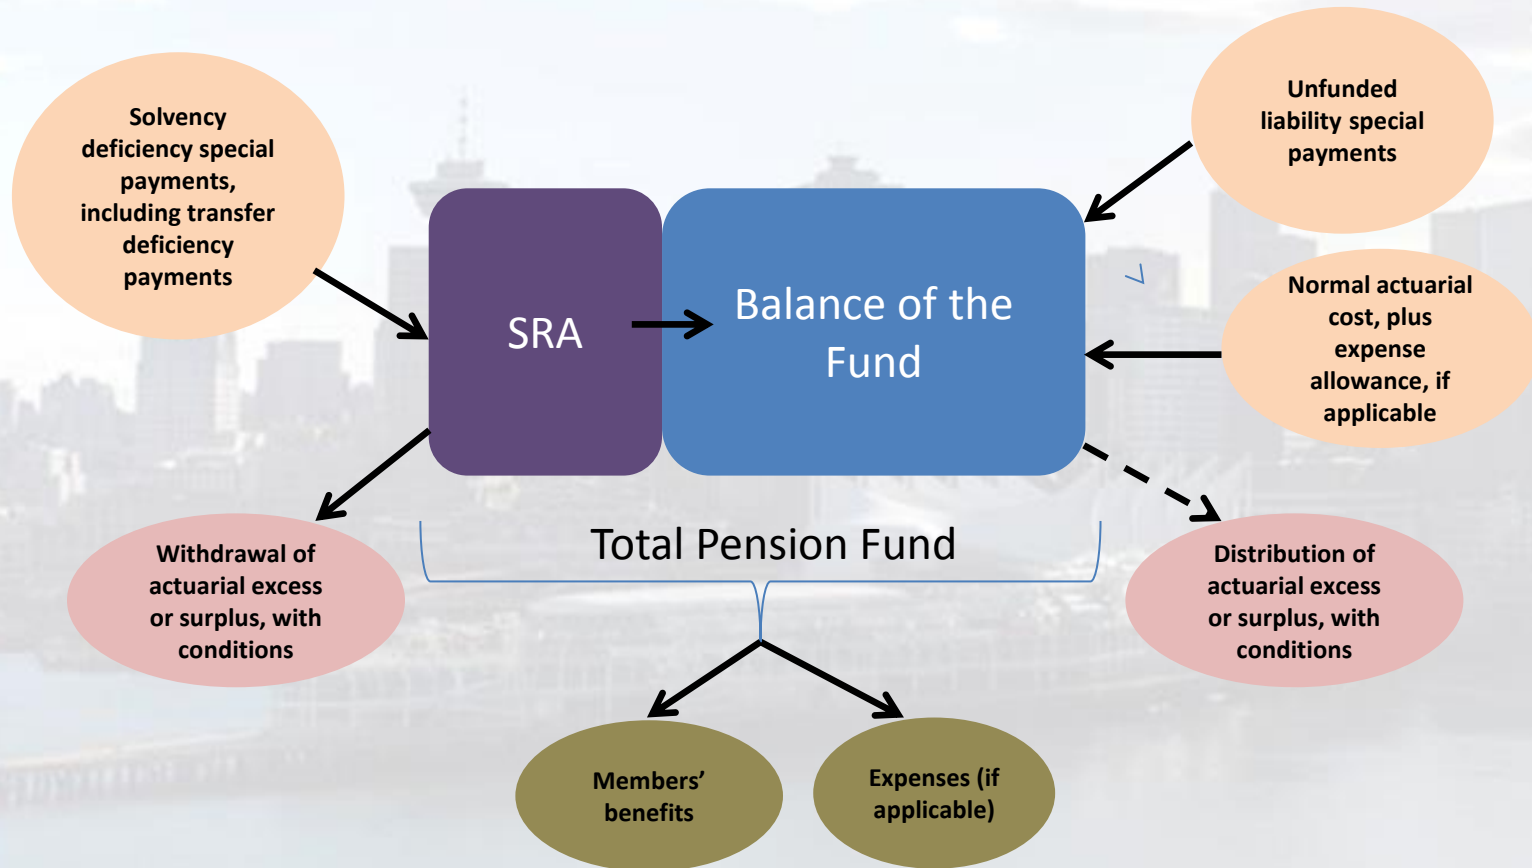 Solvency
deficiency special
payments,
including transfer
deficiency
payments
Unfunded
liability special
payments
SRA
Balance of the
Fund
Normal actuarial
cost, plus
expense
allowance, if
applicable
Withdrawal of
actuarial excess
or surplus, with
conditions
Total Pension Fund
Distribution of
actuarial excess
or surplus, with
conditions
Members’
benefits
Expenses (if
applicable)